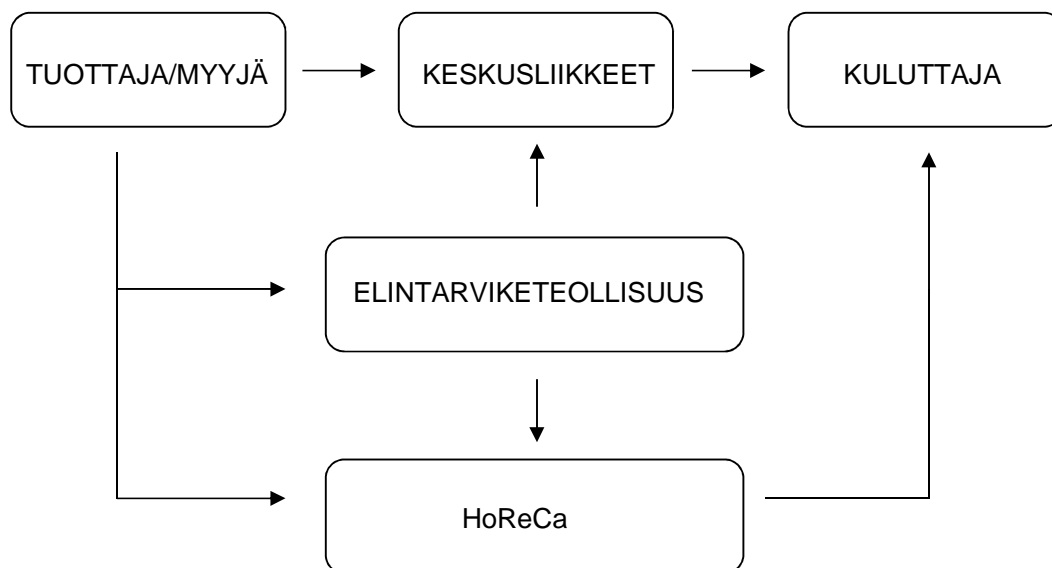 TUOTTAJA/MYYJÄ
KESKUSLIIKKEET
KULUTTAJA
ELINTARVIKETEOLLISUUS
HoReCa